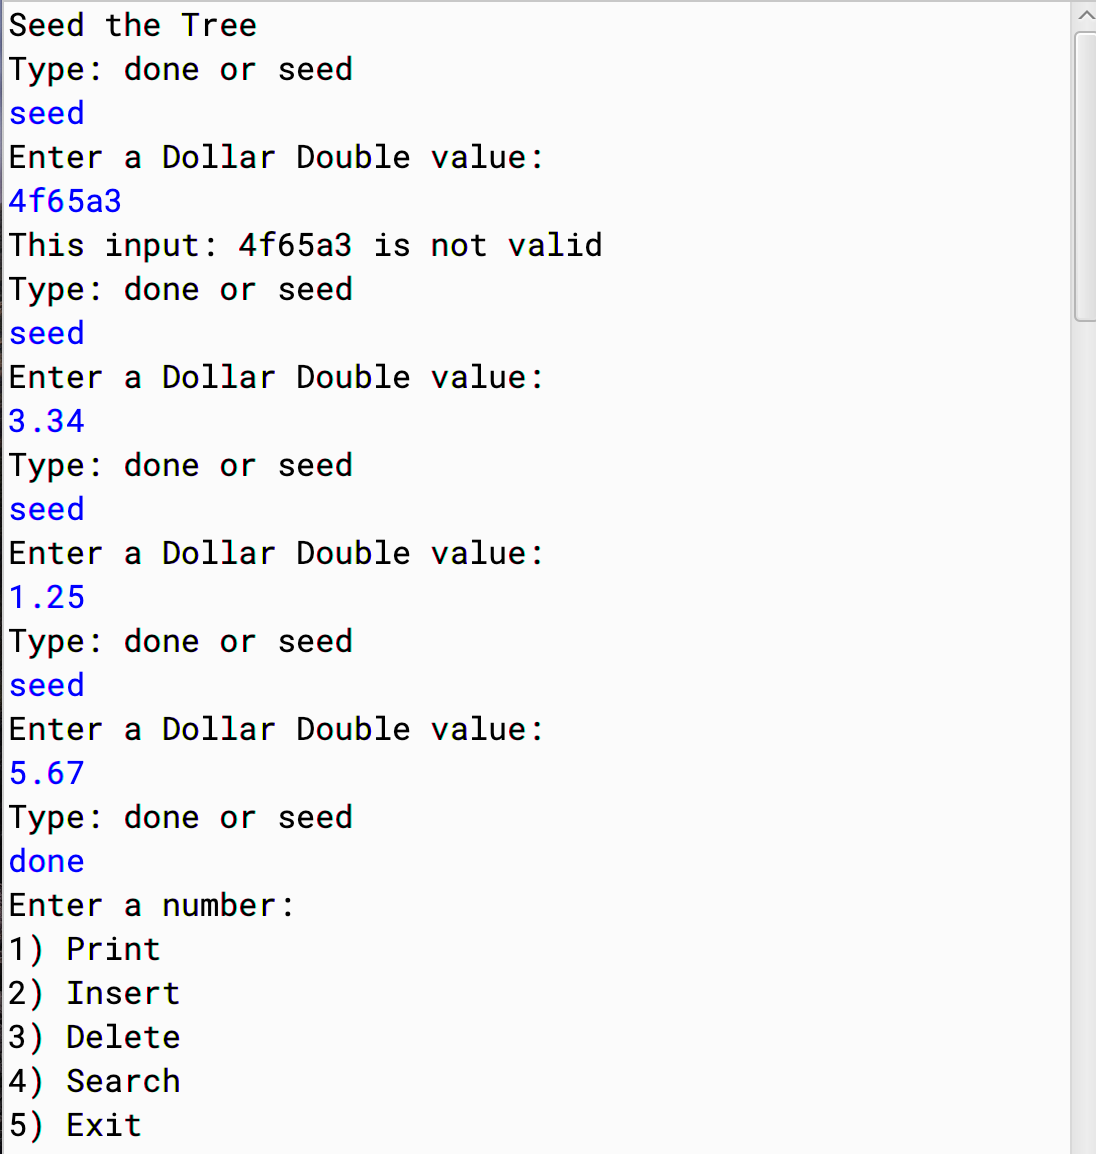 Seed the Tree
Type: done or seed
seed
Enter a Dollar Double value:
4f65a3
This input: 4f65a3 is not valid
Type: done or seed
seed
Enter a Dollar Double value:
3.34
Type: done or seed
seed
Enter a Dollar Double value:
1.25
Type: done or seed
seed
Enter a Dollar Double value:
5.67
Type: done or seed
done
Enter a number:
1) Print
2) Insert
3) Delete
4) Search
5) Exit